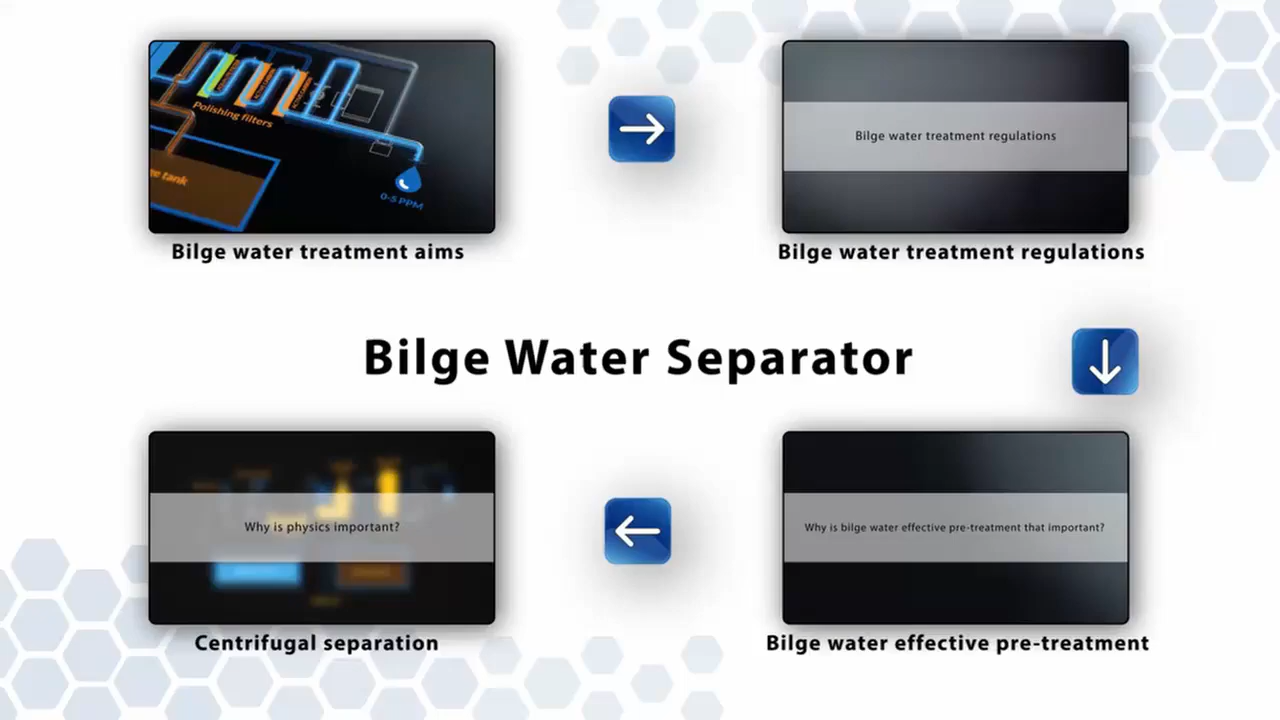 Polishing filters
tank
0-5 PPM
Bilge water treatment aims
Bilge water treatment regulations
Bilge water treatment regulations
Bilge Water Separator
Why is physics important?
Centrifugal separation
Why is bilge water effective pre-treatment that important?
Bilge water effective pre-treatment